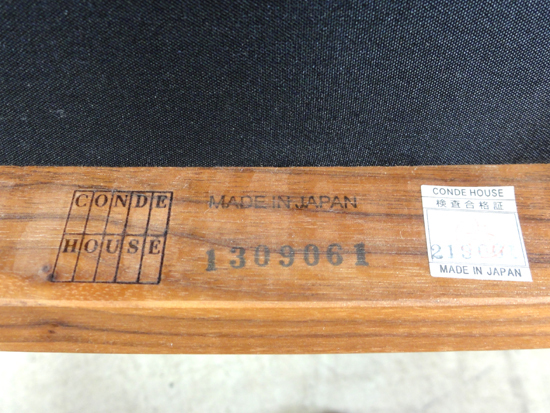 CONDE
HOUSE
MADE IN JAPAN
1309061
CONDE HOUSE
検査合格証
MADE IN JAPAN